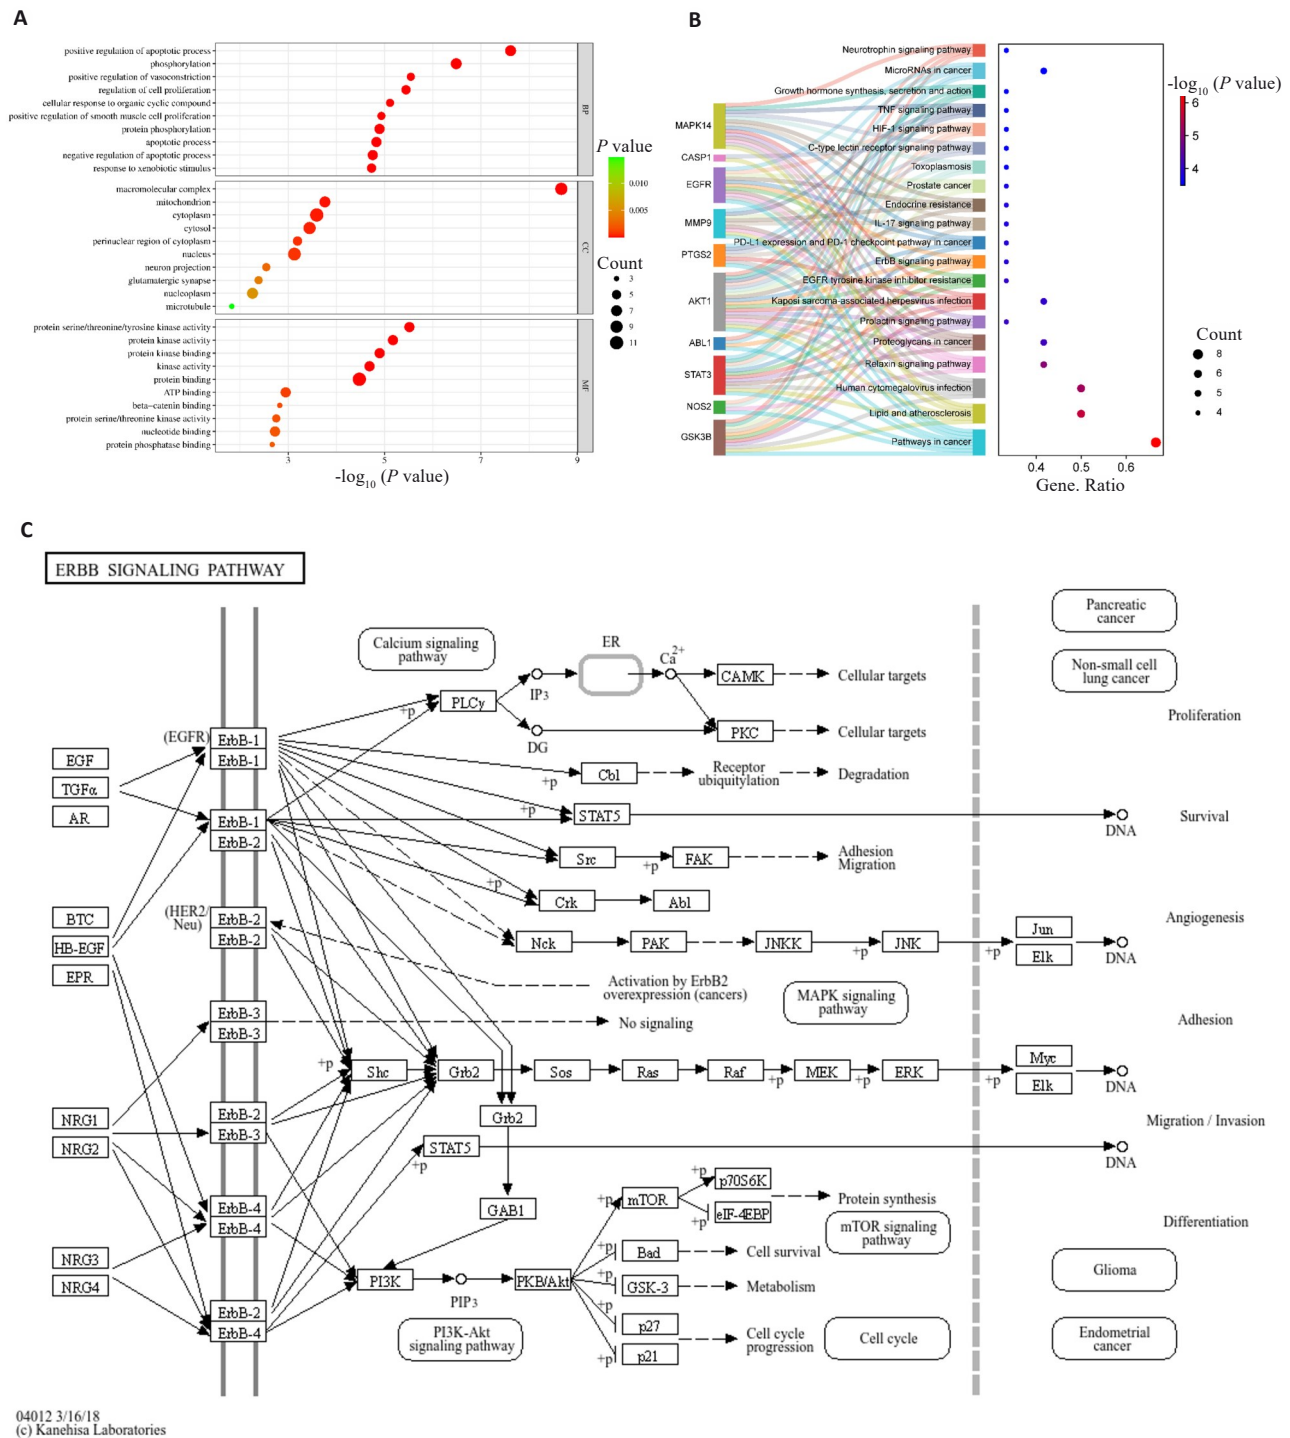 A
positive regulation of apoptotic process
phosphorylation
positive regulation of vasoconstriction
regulation of cell proliferation
cellular response to organic cyclic compound
positive regulation of smooth muscle cell proliferation
protein phosphorylation
apoptotic process
negative regulation of apoptotic process
response to xenobiotic stimulus
BP
macromolecular complex
mitochondrion
cytoplasm
cytosol
perinuclear region of cytoplasm
nucleus
neuron projection
glutamatergic synapse
nucleoplasm
microtubule
CC
protein serine/threonine/tyrosine kinase activity
protein kinase activity
protein kinase binding
kinase activity
protein binding
ATP binding
beta−catenin binding
protein serine/threonine kinase activity
nucleotide binding
protein phosphatase binding
MF
3 5 7 9
-log10 (P value)
P value
0.010
0.005
Count
3
5
7
9
11
B
MAPK14
CASP1
EGFR
MMP9
PTGS2
AKT1
ABL1
STAT3
NOS2
GSK3B
Neurotrophin signaling pathway
MicroRNAs in cancer
Growth hormone synthesis, secretion and action
TNF signaling pathway
HIF-1 signaling pathway
C-type lectin receptor signaling pathway
Toxoplasmosis
Prostate cancer
Endocrine resistance
IL-17 signaling pathway
PD-L1 expression and PD-1 checkpoint pathway in cancer
ErbB signaling pathway
EGFR tyrosine kinase inhibitor resistance
Kaposi sarcoma-associated herpesvirus infection
Prolactin signaling pathway
Proteoglycans in cancer
Relaxin signaling pathway
Human cytomegalovirus infection
Lipid and atherosclerosis
Pathways in cancer
0.4 0.5 0.6
Gene. Ratio
-log10 (P value)
6
5
4
Count
8
6
5
4
C
ERBB SIGNALING PATHWAY
Calcium signaling
pathway
ER
Ca2+
IP3
DG
PLCγ
+p
CAMK
Cellular targets
PKC
Cellular targets
Pancreatic
cancer
Non-small cell
lung cancer
Proliferation
Survival
Angiogenesis
Adhesion
Migration / Invasion
Differentiation
Glioma
Endometrial
cancer
EGF
TGFα
AR
BTC
HB-EGF
EPR
NRG1
NRG2
NRG3
NRG4
(EGFR)
ErbB-1
ErbB-1
ErbB-1
ErbB-2
(HER2/
Neu)
ErbB-2
ErbB-2
ErbB-3
ErbB-3
ErbB-2
ErbB-3
ErbB-4
ErbB-4
ErbB-2
ErbB-4
+p
Cbl
Receptor
ubiquitylation
Degradation
+p
STAT5
DNA
Src
+p
FAK
Adhesion
Migration
+p
Crk
Abl
Nck
PAK
JNKK
+p
JNK
+p
Jun
Elk
DNA
Activation by ErbB2
overexpression (cancers)
No signaling
MAPK signaling
pathway
+p
Shc
Grb2
Sos
Ras
Raf
+p
MEK
+p
ERK
+p
Myc
Elk
DNA
Grb2
STAT5
+p
DNA
GAB1
PI3K
PIP3
PKB/Akt
PI3K-Akt
signaling pathway
+p
mTOR
+p
p70S6K
+p
eIF-4EBP
Protein synthesis
mTOR signaling
pathway
+p
Bad
Cell survival
+p
GSK-3
Metabolism
+p
p27
+p
p21
Cell cycle
progression
Cell cycle
04012 3/16/18
(c) Kanehisa Laboratories